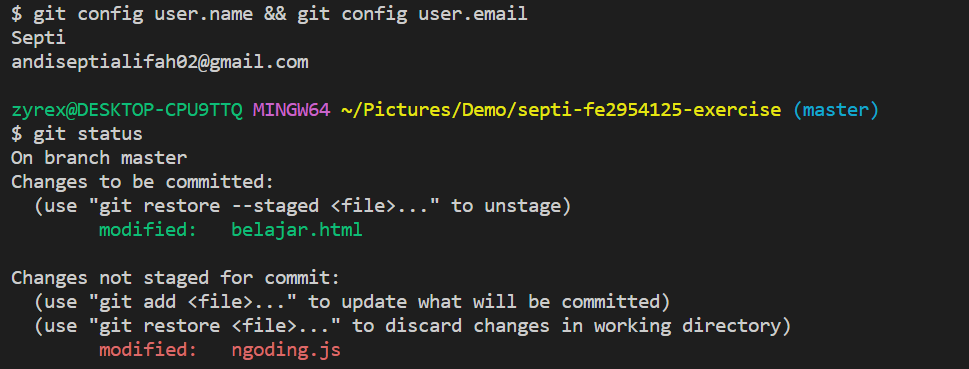 $ git config user.name && git config user.email
Septi
andiseptialifah02@gmail.com
zyrex@DESKTOP-CPU9TTQ MINGW64 ~/Pictures/Demo/septi-fe2954125-exercise (master)
$ git status
On branch master
Changes to be committed:
  (use "git restore --staged <file>..." to unstage)
        modified:   belajar.html
Changes not staged for commit:
  (use "git add <file>..." to update what will be committed)
  (use "git restore <file>..." to discard changes in working directory)
        modified:   ngoding.js